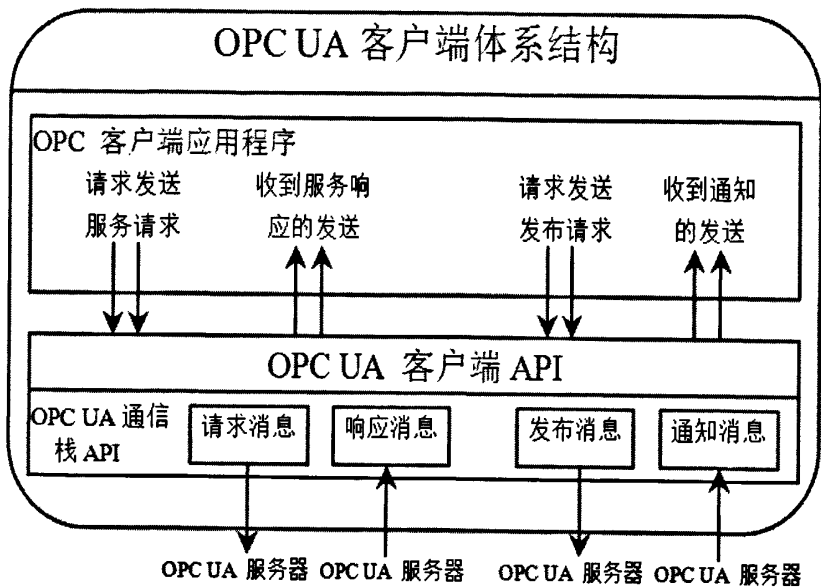 OPC UA 客户端体系结构
OPC 客户端应用程序
请求发送
服务请求
收到服务响
应的发送
请求发送
发布请求
收到通知
的发送
OPC UA 客户端 API
OPC UA 通信
栈 API
请求消息
响应消息
发布消息
通知消息
OPC UA 服务器
OPC UA 服务器
OPC UA 服务器
OPC UA 服务器